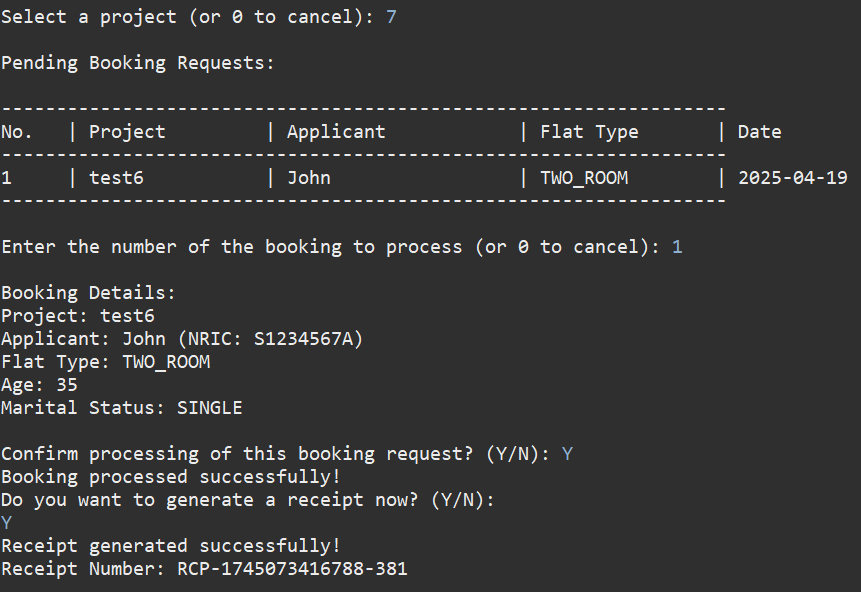 Select a project (or 0 to cancel): 7
Pending Booking Requests:
------------------------------------------------------------------
No.   | Project         | Applicant            | Flat Type       | Date
------------------------------------------------------------------
1     | test6           | John                 | TWO_ROOM        | 2025-04-19
------------------------------------------------------------------
Enter the number of the booking to process (or 0 to cancel): 1
Booking Details:
Project: test6
Applicant: John (NRIC: S1234567A)
Flat Type: TWO_ROOM
Age: 35
Marital Status: SINGLE
Confirm processing of this booking request? (Y/N): Y
Booking processed successfully!
Do you want to generate a receipt now? (Y/N):
Y
Receipt generated successfully!
Receipt Number: RCP-1745073416788-381